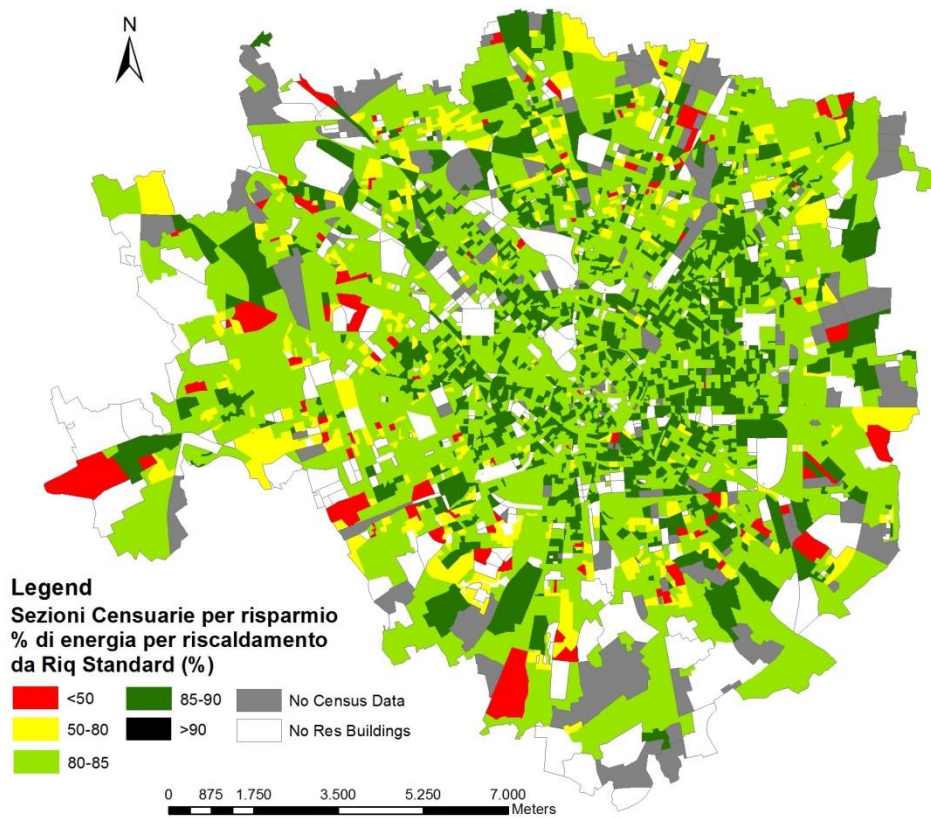 N
Legend
Sezioni Censuarie per risparmio
% di energia per riscaldamento
da Riq Standard (%)
<50 85-90 No Census Data
50-80 >90 No Res Buildings
80-85
0 875 1.750 3.500 5.250 7.000
Meters